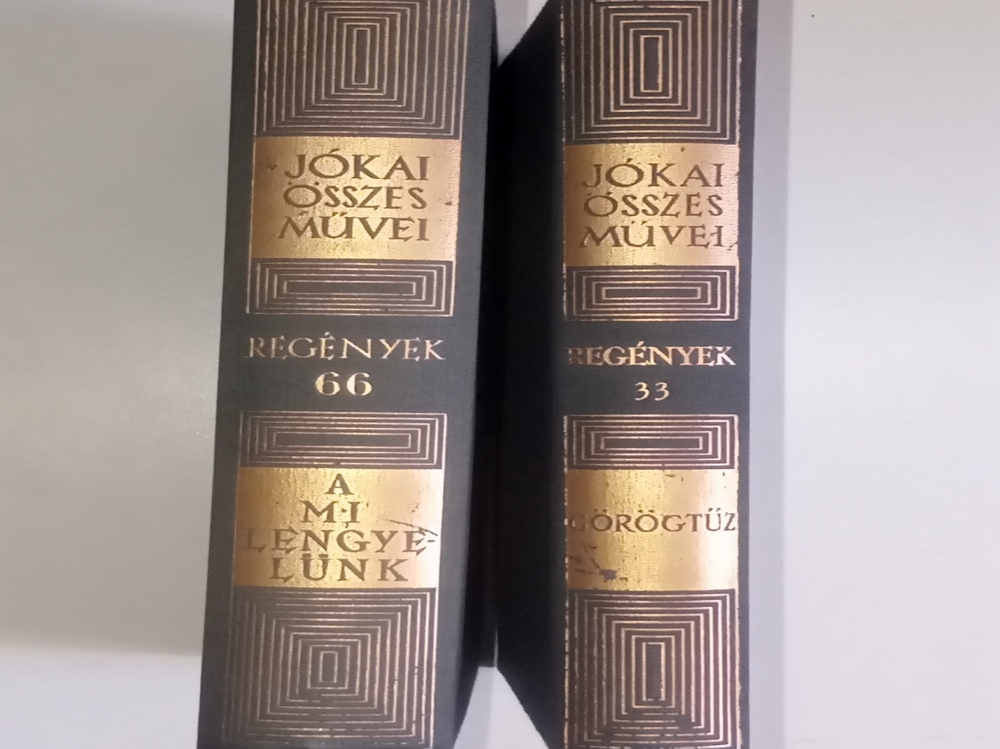 JÓKAI
ÖSSZES
MŰVEI
REGÉNYEK
66
A
MI
LENGYE-
LÜNK
JÓKAI
ÖSSZES
MŰVEI
REGÉNYEK
33
GÖRÖGTŰZ